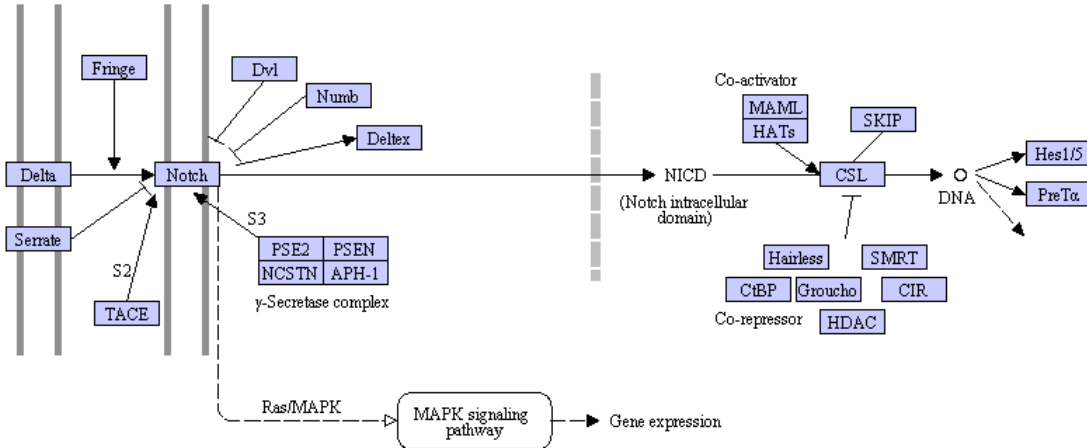 Fringe
Dvl
Numb
Deltex
Delta
Notch
Serrate
S2
TACE
S3
PSE2
PSEN
NCSTN
APH-1
γ-Secretase complex
NICD
(Notch intracellular
domain)
Co-activator
MAML
HATs
SKIP
CSL
DNA
Hes1/5
PreTα
Hairless
SMRT
CtBP
Groucho
CIR
Co-repressor
HDAC
Ras/MAPK
MAPK signaling
pathway
Gene expression